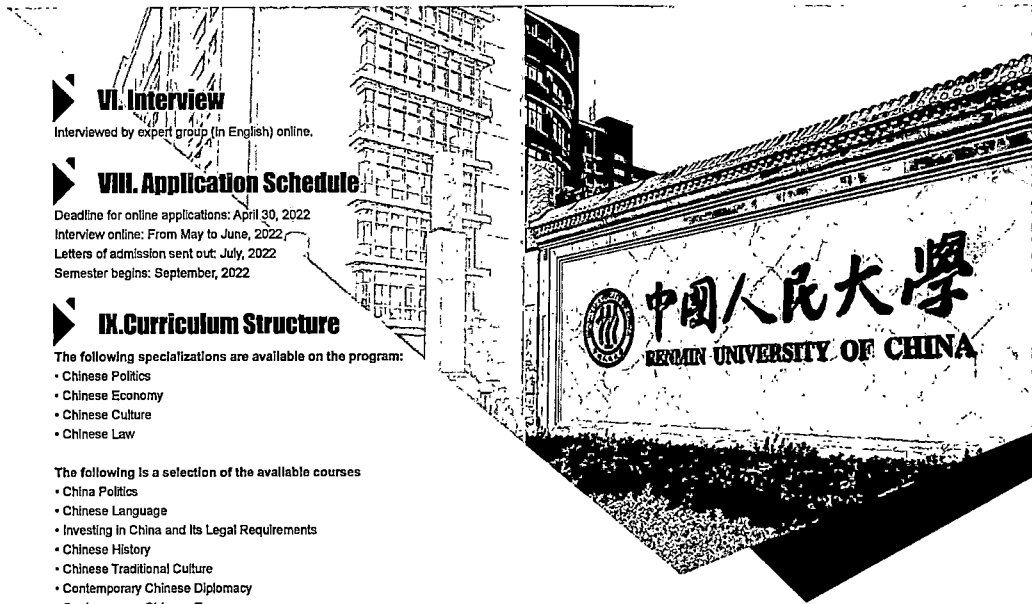 VI. Interview
Interviewed by expert group (in English) online.
VIII. Application Schedule
Deadline for online applications: April 30, 2022
Interview online: From May to June, 2022
Letters of admission sent out: July, 2022
Semester begins: September, 2022
IX.Curriculum Structure
The following specializations are available on the program:
• Chinese Politics
• Chinese Economy
• Chinese Culture
• Chinese Law
The following is a selection of the available courses
• China Politics
• Chinese Language
• Investing in China and Its Legal Requirements
• Chinese History
• Chinese Traditional Culture
• Contemporary Chinese Diplomacy
中國人民大學
RENMIN UNIVERSITY OF CHINA